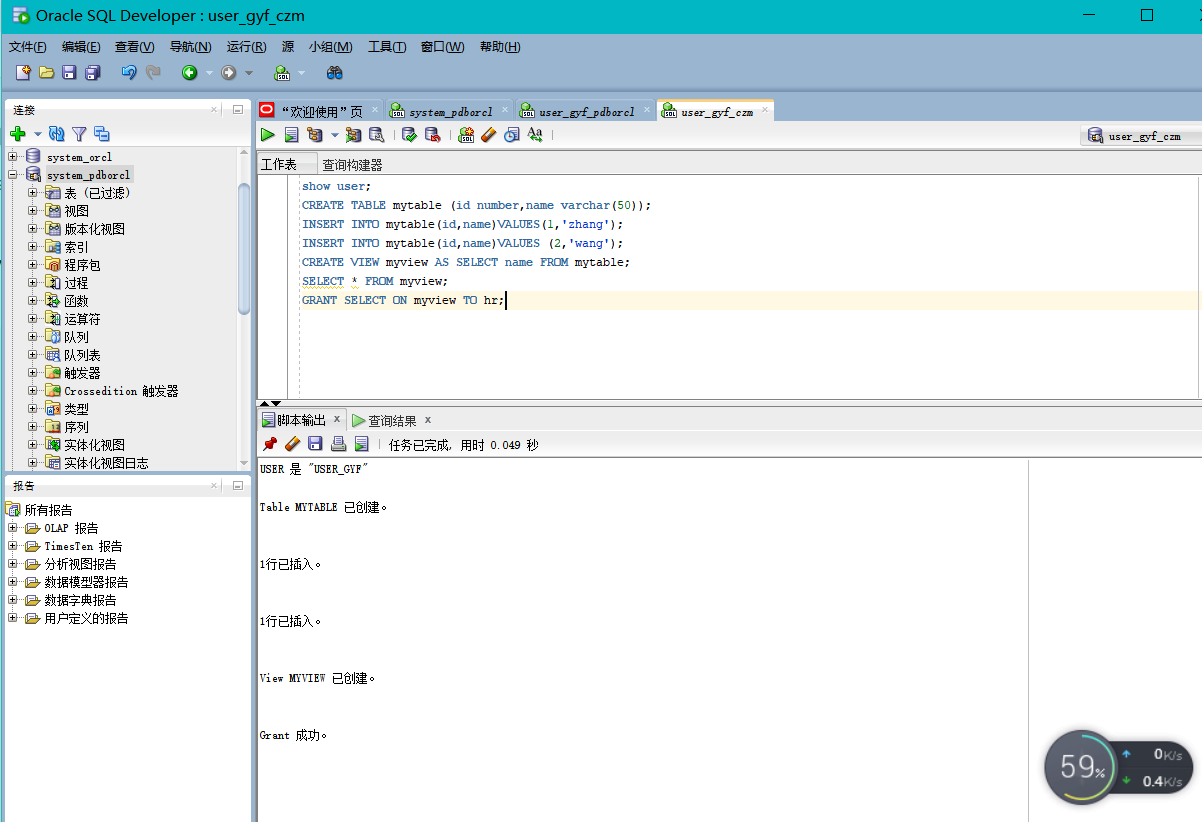 Oracle SQL Developer : user_gyf_czm
文件(F) 编辑(E) 查看(V) 导航(N) 运行(R) 源 小组(M) 工具(T) 窗口(W) 帮助(H)
连接
system_orcl
system_pdborcl
表 (已过滤)
视图
版本化视图
索引
程序包
过程
函数
运算符
队列
队列表
触发器
Crossedition 触发器
类型
序列
实体化视图
实体化视图日志
报告
所有报告
OLAP 报告
TimesTen 报告
分析视图报告
数据模型器报告
数据字典报告
用户定义的报告
“欢迎使用”页 system_pdborcl user_gyf_pdborcl user_gyf_czm
user_gyf_czm
工作表 查询构建器
show user;
CREATE TABLE mytable (id number,name varchar(50));
INSERT INTO mytable(id,name)VALUES(1,'zhang');
INSERT INTO mytable(id,name)VALUES (2,'wang');
CREATE VIEW myview AS SELECT name FROM mytable;
SELECT * FROM myview;
GRANT SELECT ON myview TO hr;
脚本输出 x 查询结果 x
任务已完成, 用时 0.049 秒
USER 是 "USER_GYF"
Table MYTABLE 已创建。
1行已插入。
1行已插入。
View MYVIEW 已创建。
Grant 成功。
59%
0K/s
0.4K/s